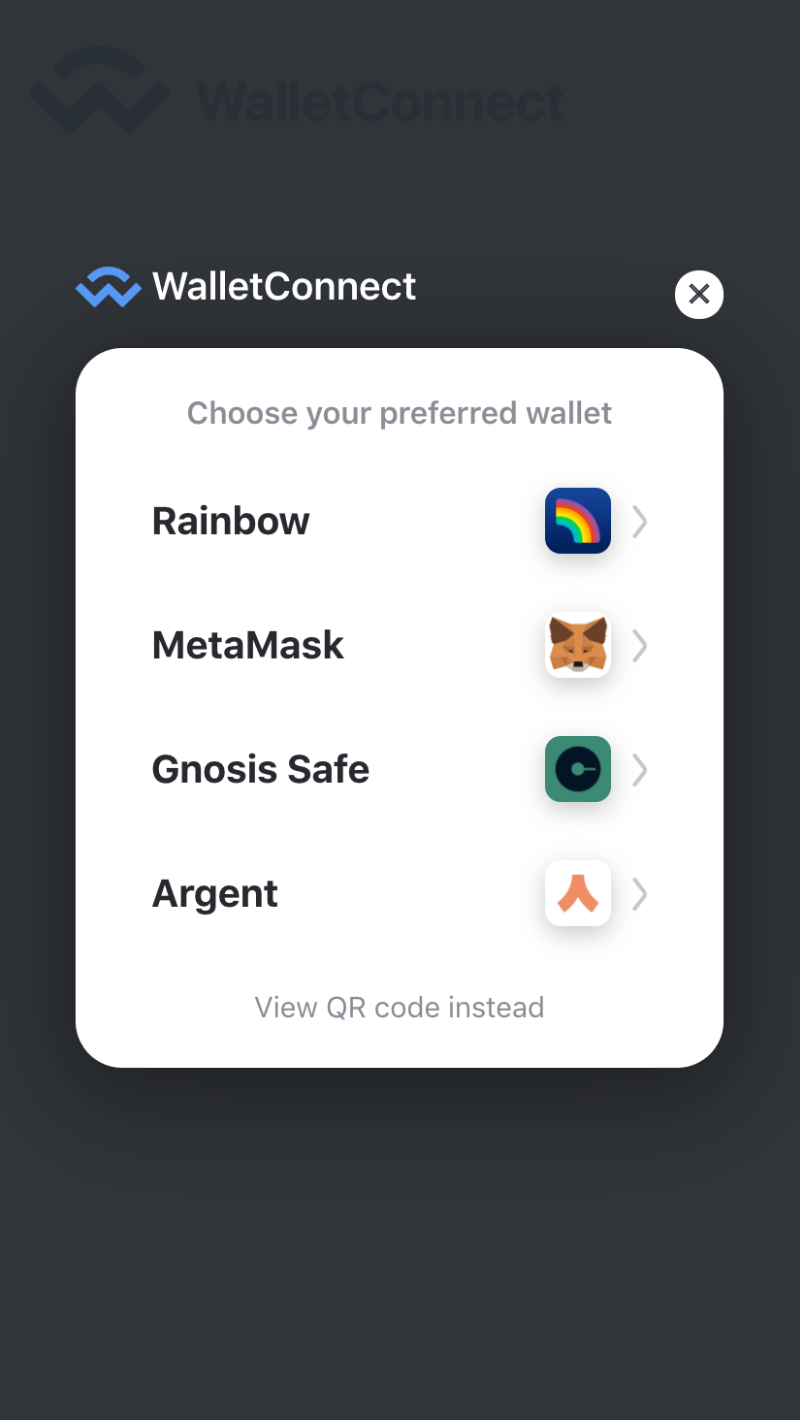 WalletConnect
WalletConnect
Choose your preferred wallet
Rainbow
MetaMask
Gnosis Safe
Argent
View QR code instead